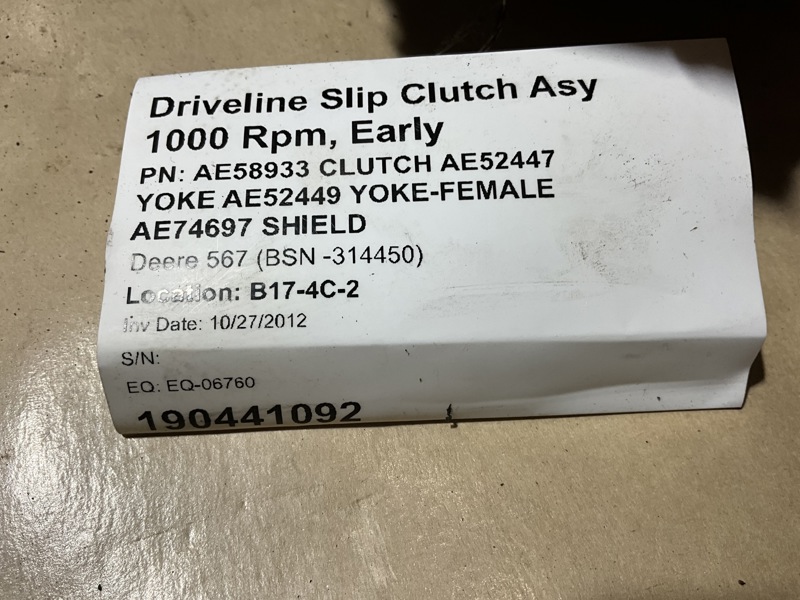 Driveline Slip Clutch Asy
1000 Rpm, Early
PN: AE58933 CLUTCH AE52447
YOKE AE52449 YOKE-FEMALE
AE74697 SHIELD
Deere 567 (BSN -314450)
Location: B17-4C-2
Inv Date: 10/27/2012
S/N:
EQ: EQ-06760
190441092